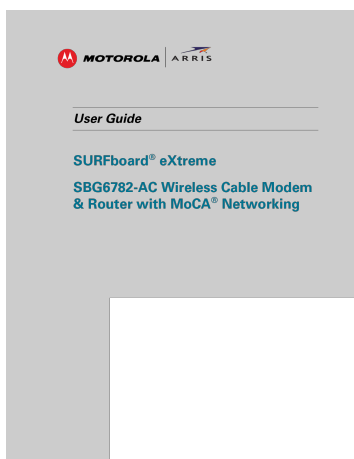 MOTOROLA ARRIS
User Guide
SURFboard® eXtreme
SBG6782-AC Wireless Cable Modem
& Router with MoCA® Networking